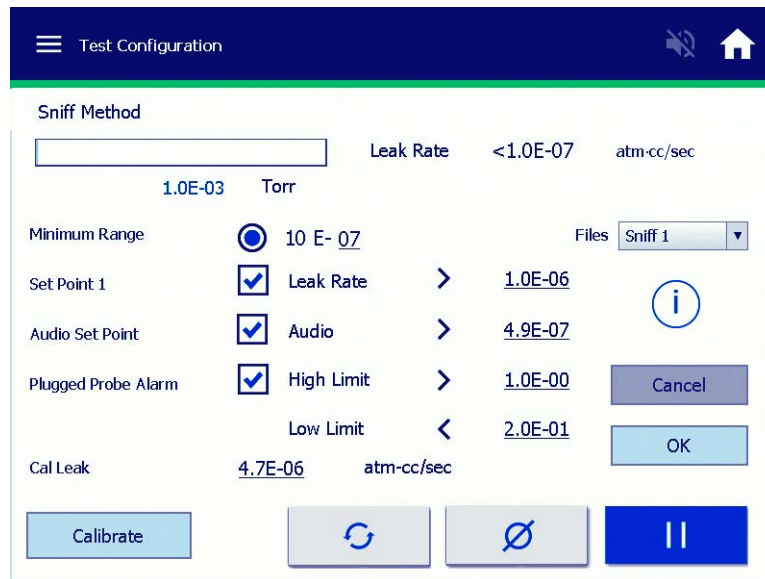 Test Configuration
Sniff Method
Leak Rate <1.0E-07 atm·cc/sec
1.0E-03 Torr
Minimum Range 10 E- 07 Files Sniff 1
Set Point 1 Leak Rate > 1.0E-06
i
Audio Set Point Audio > 4.9E-07
Plugged Probe Alarm High Limit > 1.0E-00 Cancel
Low Limit < 2.0E-01 OK
Cal Leak 4.7E-06 atm-cc/sec
Calibrate